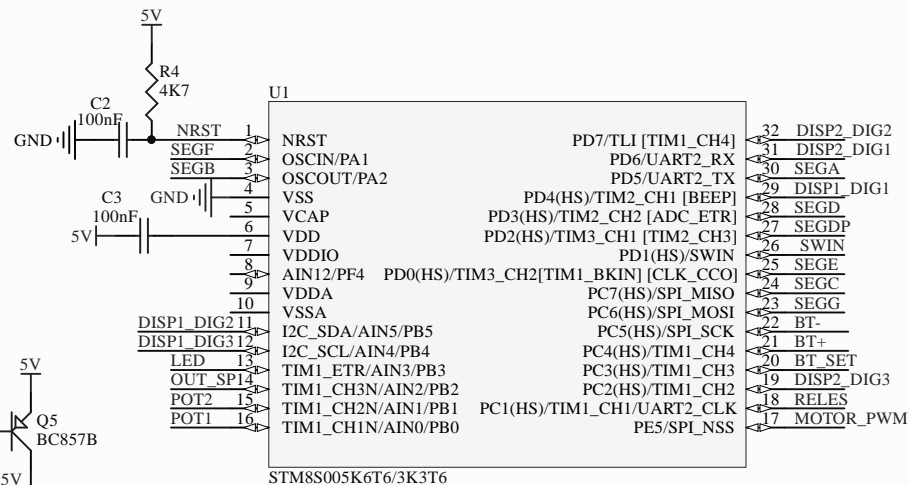 5V
R4
4K7
U1
C2
100nF
GND
NRST 1 NRST PD7/TLI [TIM1_CH4] 32 DISP2_DIG2
SEGF 2 OSCIN/PA1 PD6/UART2_RX 31 DISP2_DIG1
SEGB 3 OSCOUT/PA2 PD5/UART2_TX 30 SEGA
GND 4 VSS PD4(HS)/TIM2_CH1 [BEEP] 29 DISP1_DIG1
C3
100nF
5 VCAP PD3(HS)/TIM2_CH2 [ADC_ETR] 28 SEGD
5V 6 VDD PD2(HS)/TIM3_CH1 [TIM2_CH3] 27 SEGDP
7 VDDIO PD1(HS)/SWIN 26 SWIN
8 AIN12/PF4 PD0(HS)/TIM3_CH2[TIM1_BKIN] [CLK_CCO] 25 SEGE
9 VDDA PC7(HS)/SPI_MISO 24 SEGC
10 VSSA PC6(HS)/SPI_MOSI 23 SEGG
DISP1_DIG2 11 I2C_SDA/AIN5/PB5 PC5(HS)/SPI_SCK 22 BT-
DISP1_DIG3 12 I2C_SCL/AIN4/PB4 PC4(HS)/TIM1_CH4 21 BT+
LED 13 TIM1_ETR/AIN3/PB3 PC3(HS)/TIM1_CH3 20 BT_SET
OUT_SP 14 TIM1_CH3N/AIN2/PB2 PC2(HS)/TIM1_CH2 19 DISP2_DIG3
POT2 15 TIM1_CH2N/AIN1/PB1 PC1(HS)/TIM1_CH1/UART2_CLK 18 RELES
POT1 16 TIM1_CH1N/AIN0/PB0 PE5/SPI_NSS 17 MOTOR_PWM
STM8S005K6T6/3K3T6
5V
Q5
BC857B
5V